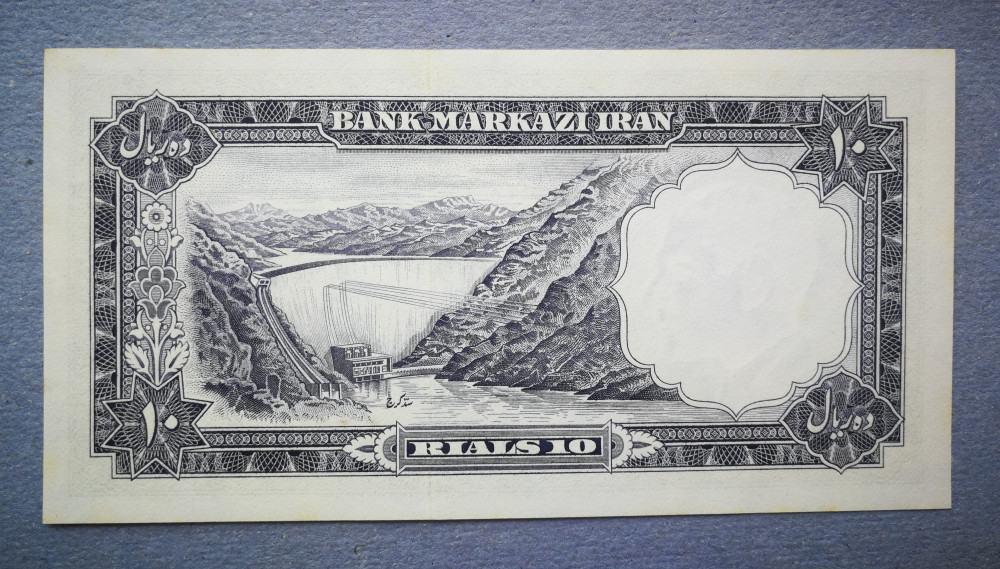 BANK MARKAZI IRAN
ده ریال
۱۰
سد کرج
۱۰
RIALS 10
ده ریال